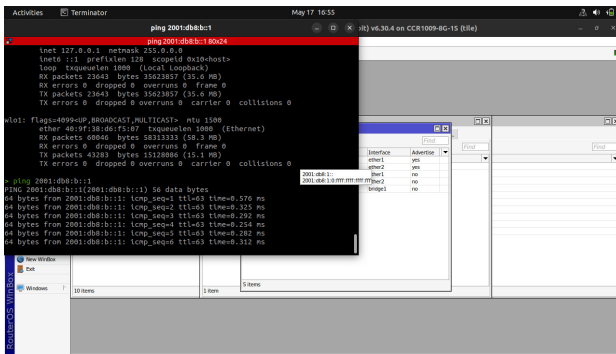 Activities
Terminator
May 17 16:55
ping 2001:db8:b::1
bit) v6.30.4 on CCR1009-8G-1S (tile)
ping 2001:db8:b::1 80x24
inet 127.0.0.1 netmask 255.0.0.0
inet6 ::1 prefixlen 128 scopeid 0x10<host>
loop txqueuelen 1000 (Local Loopback)
RX packets 23643 bytes 35623857 (35.6 MB)
RX errors 0 dropped 0 overruns 0 frame 0
TX packets 23643 bytes 35623857 (35.6 MB)
TX errors 0 dropped 0 overruns 0 carrier 0 collisions 0
wlo1: flags=4099<UP,BROADCAST,MULTICAST> mtu 1500
ether 40:9f:38:d6:f5:07 txqueuelen 1000 (Ethernet)
RX packets 60046 bytes 58313333 (58.3 MB)
RX errors 0 dropped 0 overruns 0 frame 0
TX packets 43283 bytes 15128086 (15.1 MB)
TX errors 0 dropped 0 overruns 0 carrier 0 collisions 0
> ping 2001:db8:b::1
PING 2001:db8:b::1(2001:db8:b::1) 56 data bytes
64 bytes from 2001:db8:b::1: icmp_seq=1 ttl=63 time=0.576 ms
64 bytes from 2001:db8:b::1: icmp_seq=2 ttl=63 time=0.325 ms
64 bytes from 2001:db8:b::1: icmp_seq=3 ttl=63 time=0.292 ms
64 bytes from 2001:db8:b::1: icmp_seq=4 ttl=63 time=0.254 ms
64 bytes from 2001:db8:b::1: icmp_seq=5 ttl=63 time=0.282 ms
64 bytes from 2001:db8:b::1: icmp_seq=6 ttl=63 time=0.312 ms
Find
Find
Find
Interface Advertise
ether1 yes
ether2 yes
ether1 no
ether2 no
bridge1 no
2001:db8:1::
2001:db8:1:0:ffff:ffff:ffff:ffff
New WinBox
Exit
Windows
10 items
1 item
5 items
RouterOS WinBox